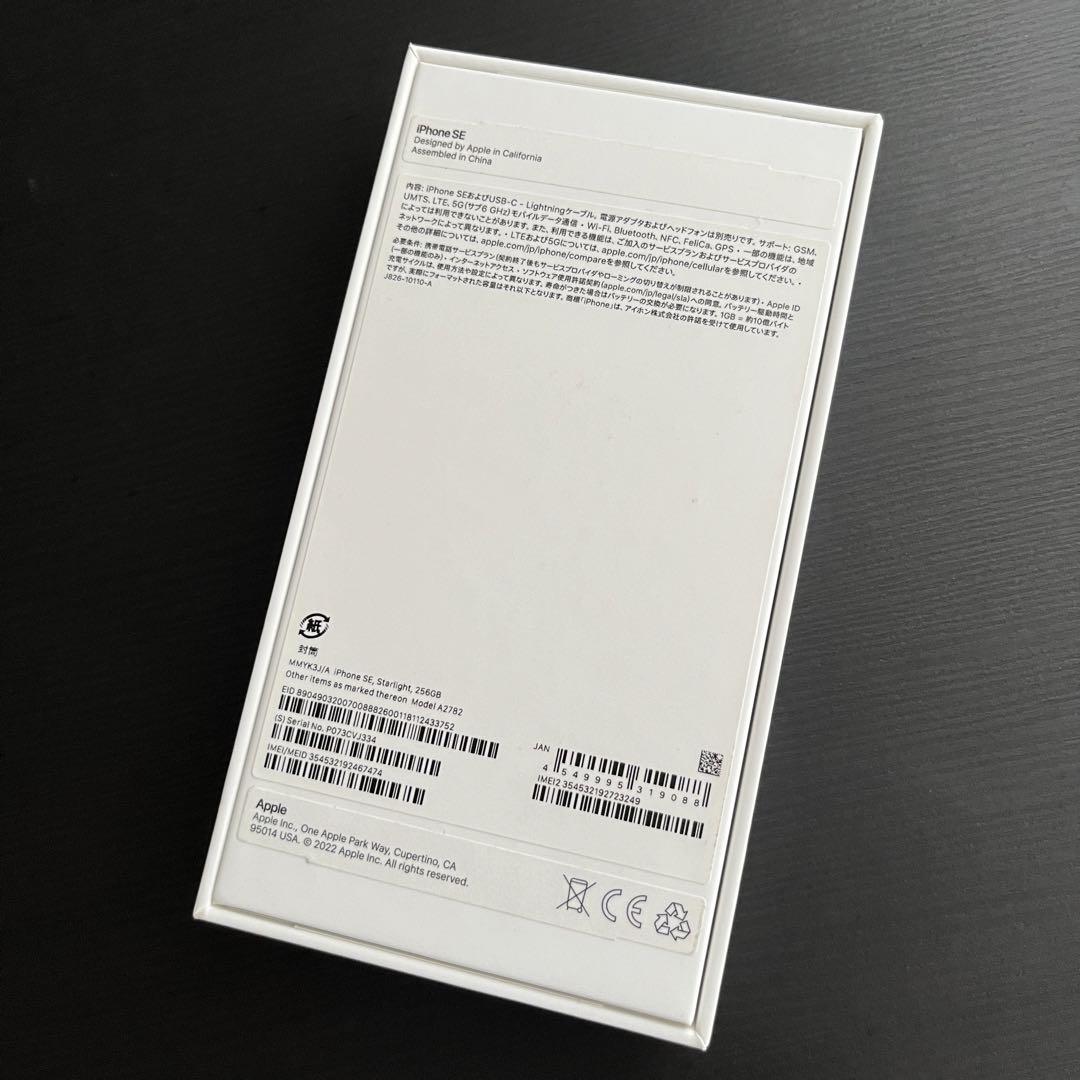 iPhone SE
Designed by Apple in California
Assembled in China
内容: iPhone SEおよびUSB-C - Lightningケーブル。電源アダプタおよびヘッドフォンは別売りです。サポート: GSM、
UMTS、LTE、5G(サブ6 GHz)モバイルデータ通信・Wi-Fi、Bluetooth、NFC、FeliCa、GPS・一部の機能は、地域
によっては利用できないことがあります。また、利用できる機能は、ご加入のサービスプランおよびサービスプロバイダの
ネットワークによって異なります。・LTEおよび5Gについては、apple.com/jp/iphone/cellularを参照してください。・
その他の詳細については、apple.com/jp/iphone/compareを参照してください。
必要条件: 携帯電話サービスプラン(契約終了後もサービスプロバイダやローミングの切り替えが制限されることがあります)・Apple ID
(一部の機能のみ)・インターネットアクセス・ソフトウェア使用許諾契約(apple.com/jp/legal/sla)への同意。バッテリー駆動時間と
充電サイクルは、使用方法や設定によって異なります。寿命がつきた場合はバッテリーの交換が必要になります。1GB = 約10億バイト
ですが、実際にフォーマットされた容量はそれ以下となります。商標「iPhone」は、アイホン株式会社の許諾を受けて使用しています。
J826-10110-A
紙
封筒
MMYK3J/A iPhone SE, Starlight, 256GB
Other items as marked thereon Model A2782
EID 89049032007008882600118112433752
(S) Serial No. P073CVJ334
IMEI/MEID 354532192467474
JAN
4 549995 319088
IMEI2 354532192723249
Apple
Apple Inc., One Apple Park Way, Cupertino, CA
95014 USA. © 2022 Apple Inc. All rights reserved.
CE